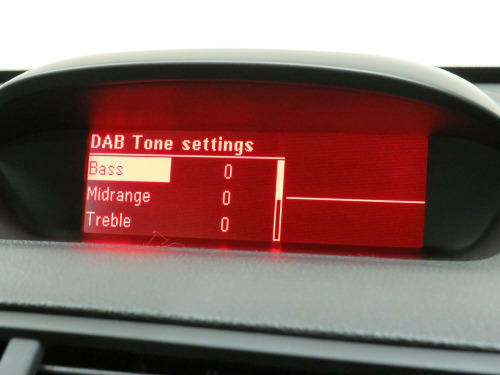 DAB Tone settings
Bass 0
Midrange 0
Treble 0